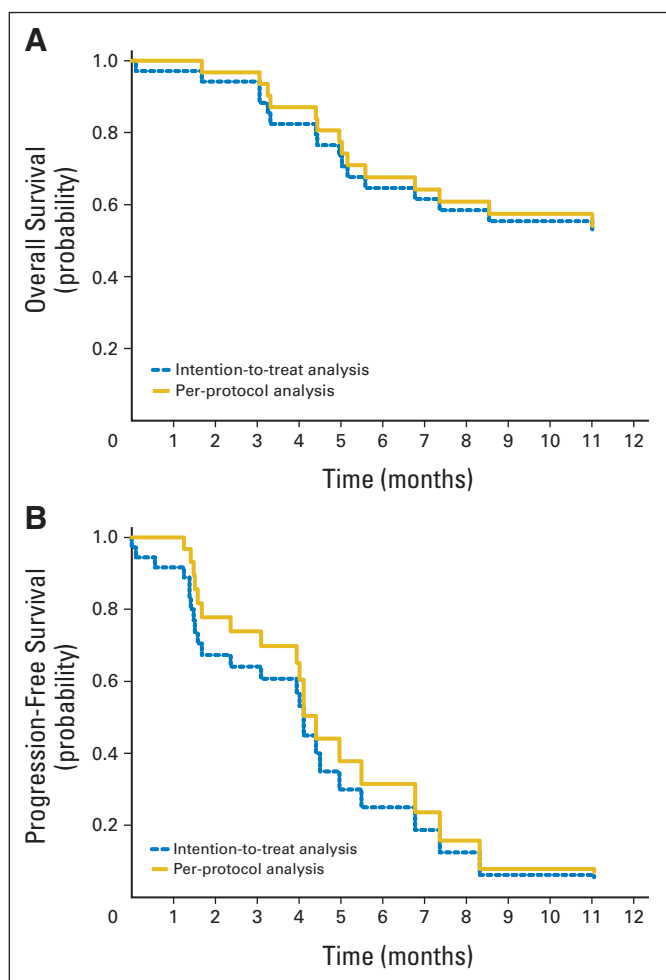 A
1.0
0.8
0.6
0.4
0.2
0 1 2 3 4 5 6 7 8 9 10 11 12
Overall Survival
(probability)
Intention-to-treat analysis
Per-protocol analysis
Time (months)
B
1.0
0.8
0.6
0.4
0.2
0 1 2 3 4 5 6 7 8 9 10 11 12
Progression-Free Survival
(probability)
Intention-to-treat analysis
Per-protocol analysis
Time (months)